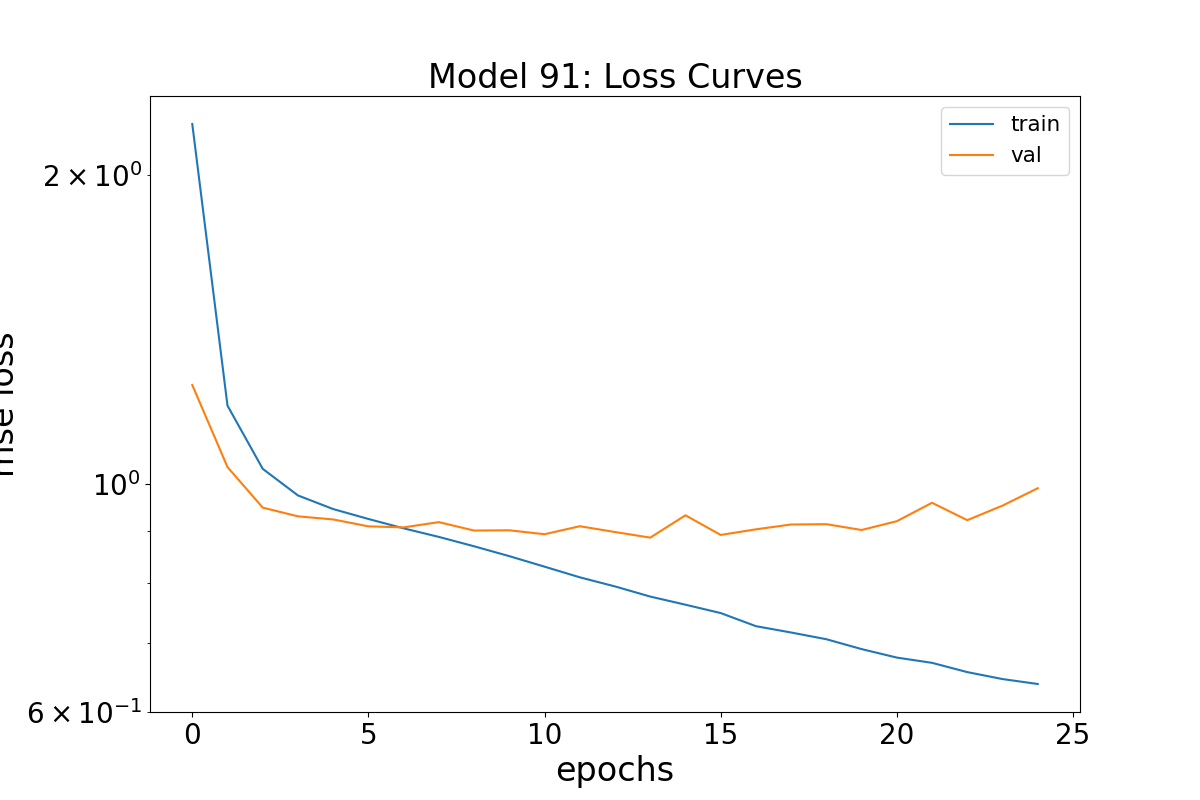 Model 91: Loss Curves
train
val
2 × 10⁰
10⁰
6 × 10⁻¹
loss
0 5 10 15 20 25
epochs